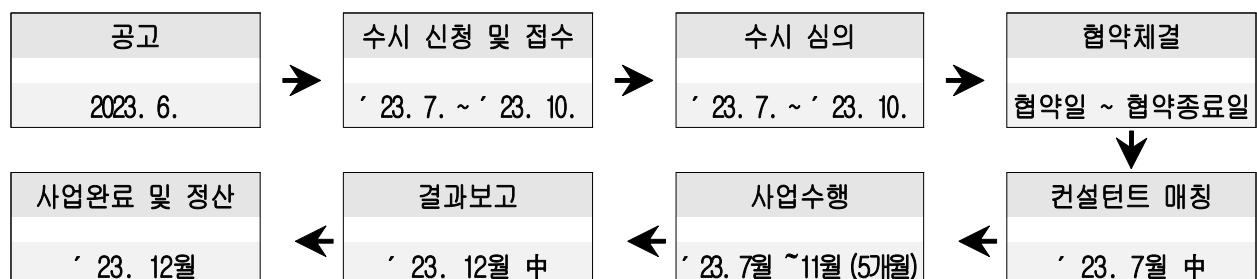 공고
2023. 6.
수시 신청 및 접수
´ 23. 7. ~ ´ 23. 10.
수시 심의
´ 23. 7. ~ ´ 23. 10.
협약체결
협약일 ~ 협약종료일
컨설턴트 매칭
´ 23. 7월 中
사업수행
´ 23. 7월 ~11월 (5개월)
결과보고
´ 23. 12월 中
사업완료 및 정산
´ 23. 12월